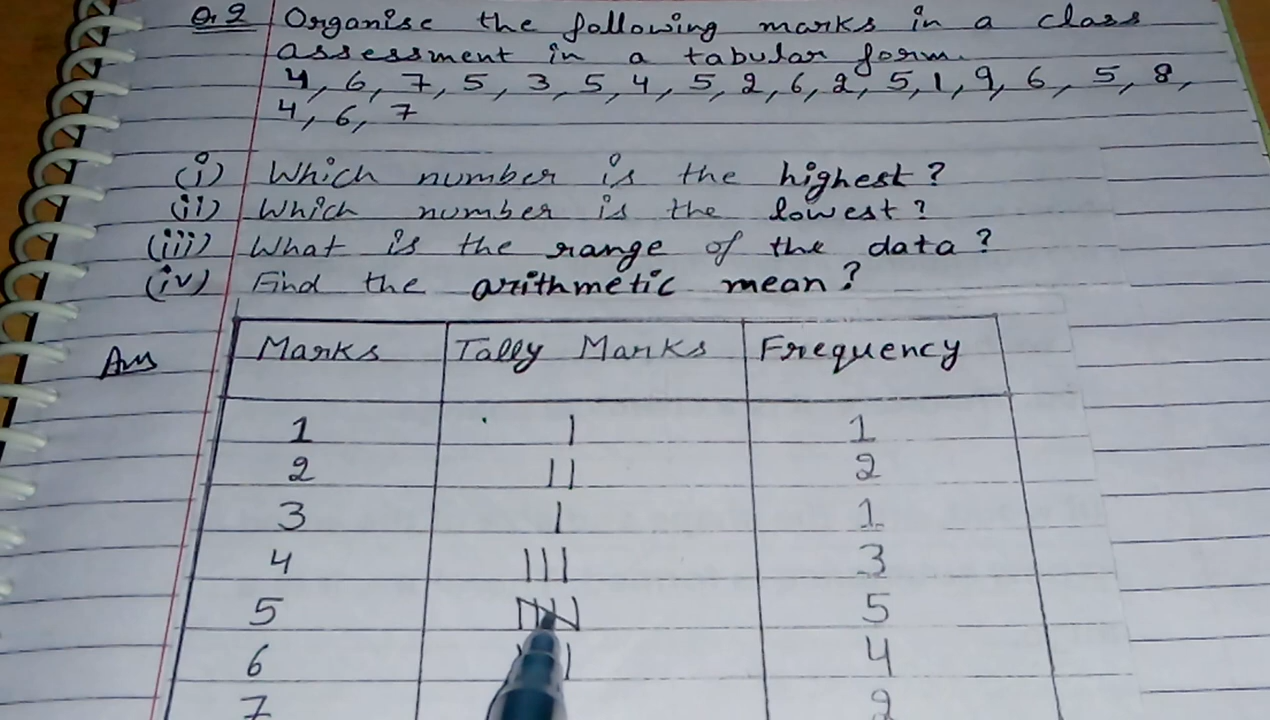 Q.2 Organise the following marks in a class
assessment in a tabular form.
4, 6, 7, 5, 3, 5, 4, 5, 2, 6, 2, 5, 1, 9, 6, 5, 8,
4, 6, 7
(i) Which number is the highest?
(ii) Which number is the lowest?
(iii) What is the range of the data?
(iv) Find the arithmetic mean?
Ans Marks Tally Marks Frequency
1 | 1
2 || 2
3 | 1
4 ||| 3
5 5
6 4
7 2